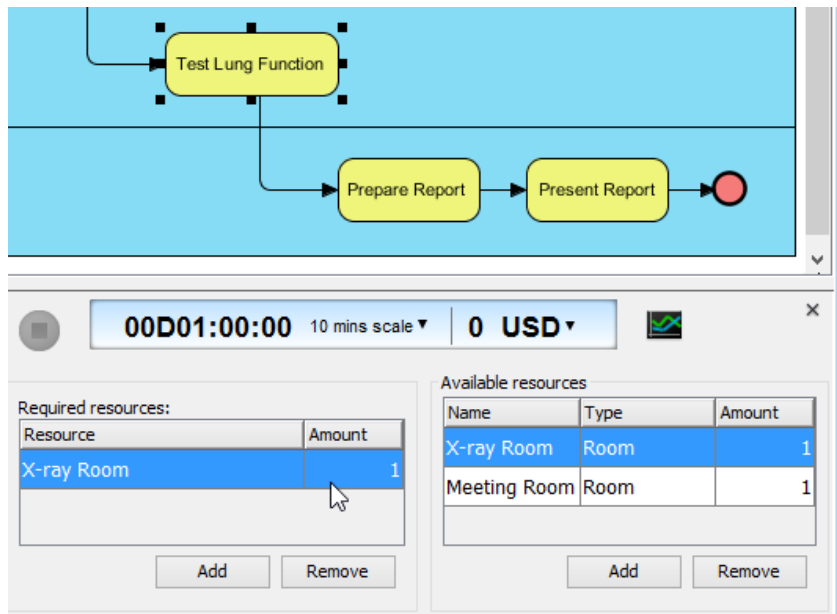 Test Lung Function
Prepare Report
Present Report
00D01:00:00 10 mins scale 0 USD
Required resources:
Resource Amount
X-ray Room 1
Add Remove
Available resources
Name Type Amount
X-ray Room Room 1
Meeting Room Room 1
Add Remove